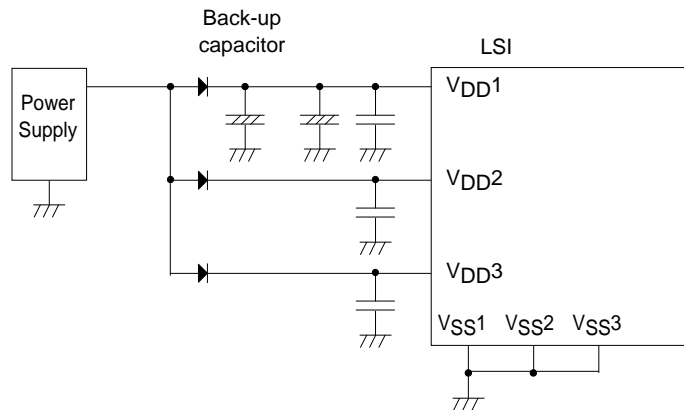 Back-up
capacitor
LSI
Power
Supply
VDD1
VDD2
VDD3
VSS1 VSS2 VSS3